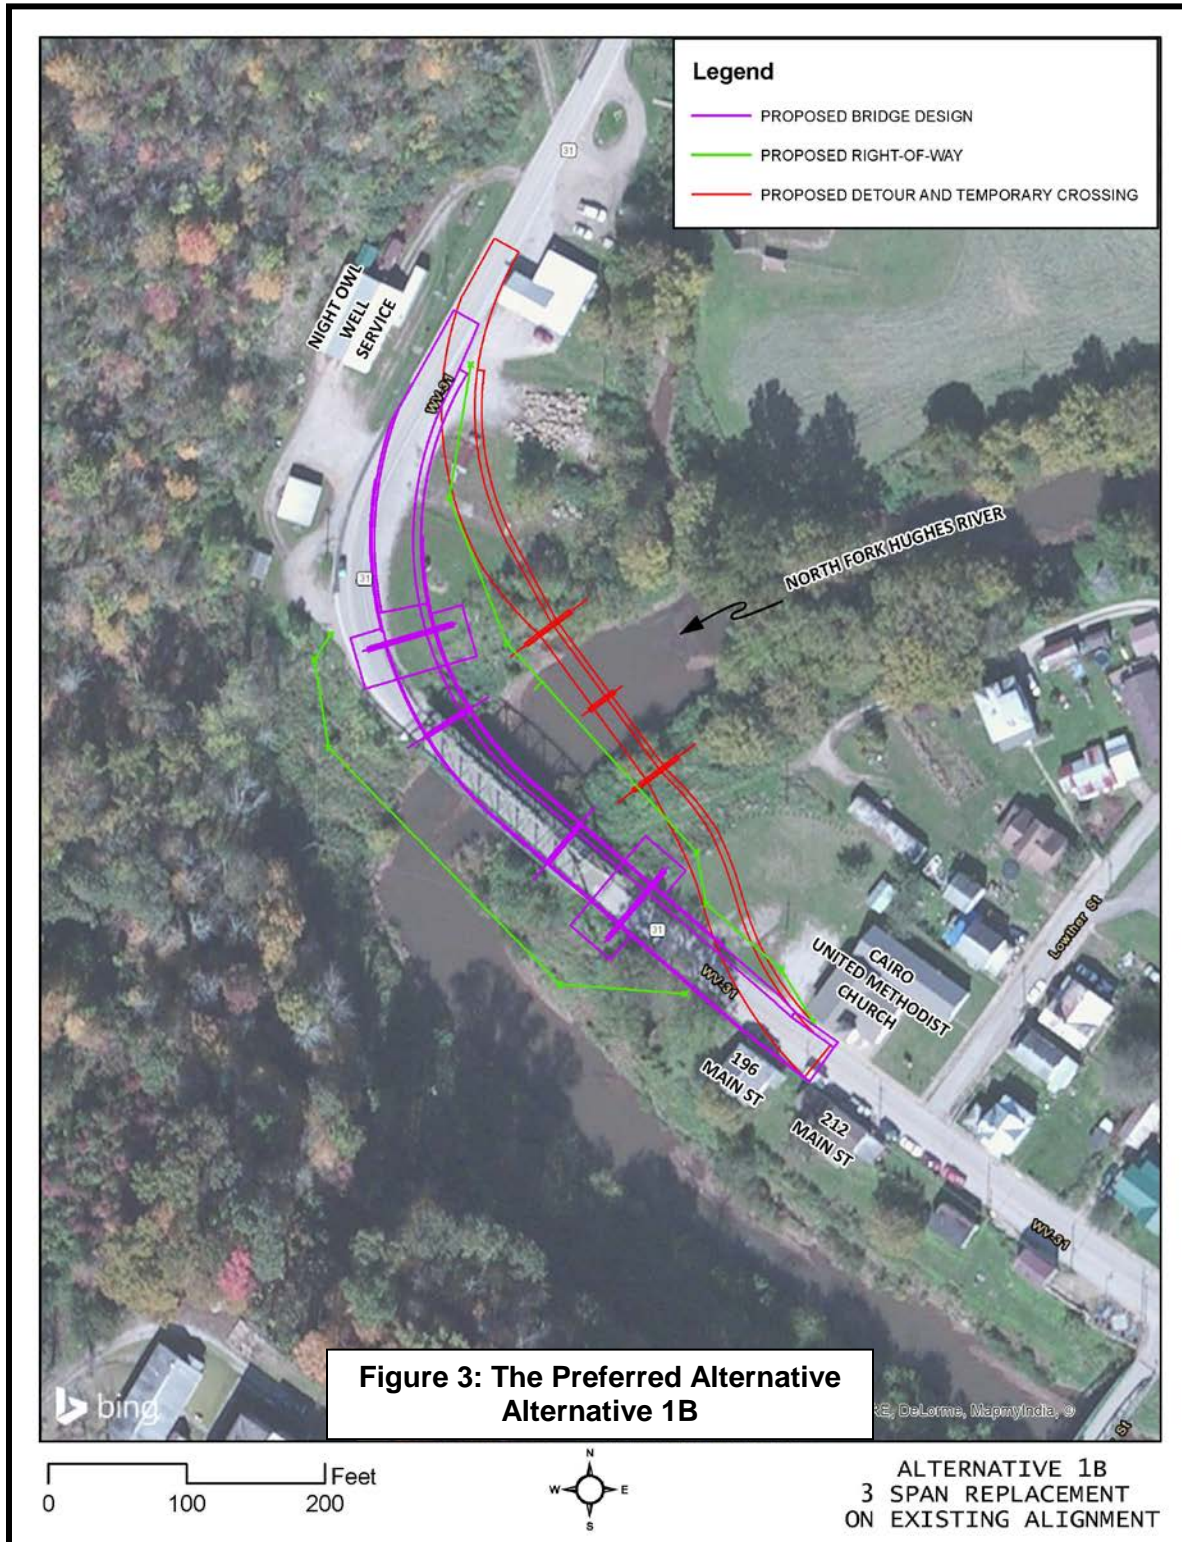 Legend
PROPOSED BRIDGE DESIGN
PROPOSED RIGHT-OF-WAY
PROPOSED DETOUR AND TEMPORARY CROSSING
31
NIGHT OWL
WELL
SERVICE
WV-31
NORTH FORK HUGHES RIVER
31
31
WV-31
Lowther St
CAIRO
UNITED METHODIST
CHURCH
196
MAIN ST
212
MAIN ST
WV-31
St
bing
Figure 3: The Preferred Alternative
Alternative 1B
RE, DeLorme, MapmyIndia, ©
0 100 200 Feet
N
W E
S
ALTERNATIVE 1B
3 SPAN REPLACEMENT
ON EXISTING ALIGNMENT